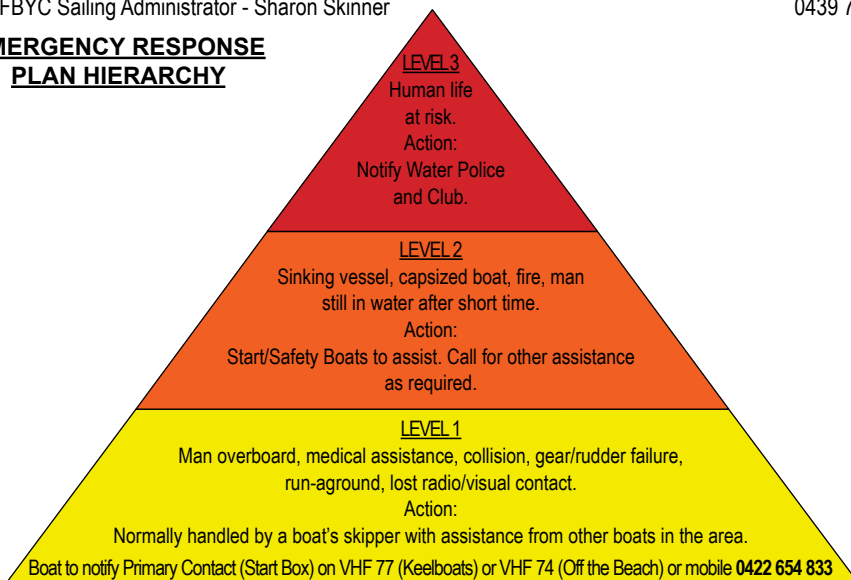 FBYC Sailing Administrator - Sharon Skinner 0439 7
MERGENCY RESPONSE
PLAN HIERARCHY
LEVEL 3
Human life
at risk.
Action:
Notify Water Police
and Club.
LEVEL 2
Sinking vessel, capsized boat, fire, man
still in water after short time.
Action:
Start/Safety Boats to assist. Call for other assistance
as required.
LEVEL 1
Man overboard, medical assistance, collision, gear/rudder failure,
run-aground, lost radio/visual contact.
Action:
Normally handled by a boat's skipper with assistance from other boats in the area.
Boat to notify Primary Contact (Start Box) on VHF 77 (Keelboats) or VHF 74 (Off the Beach) or mobile 0422 654 833